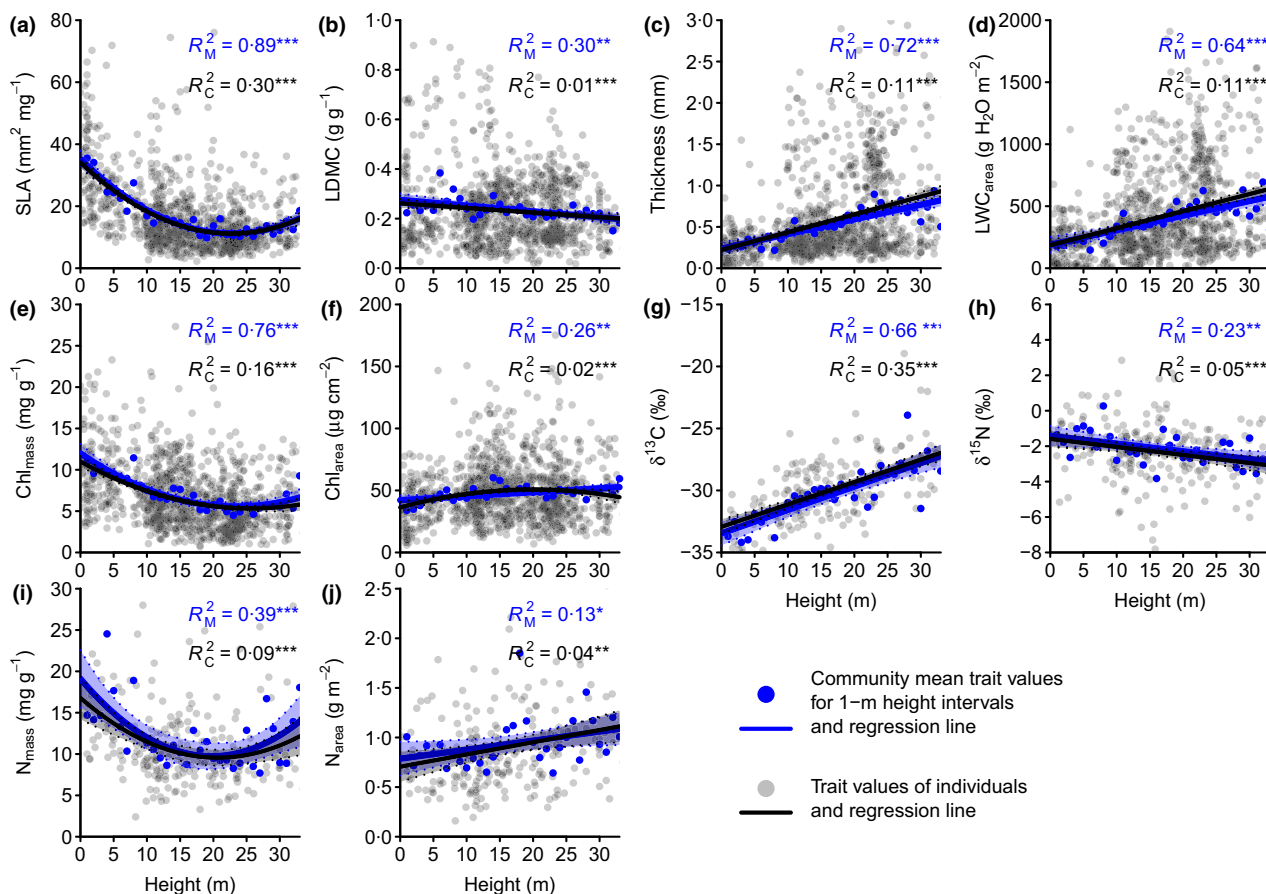 (a)
80
60
40
20
0
SLA (mm² mg⁻¹)
R²M = 0·89***
R²C = 0·30***
0 5 10 15 20 25 30
(b)
1·0
0·8
0·6
0·4
0·2
0·0
LDMC (g g⁻¹)
R²M = 0·30**
R²C = 0·01***
0 5 10 15 20 25 30
(c)
3·0
2·5
2·0
1·5
1·0
0·5
0·0
Thickness (mm)
R²M = 0·72***
R²C = 0·11***
0 5 10 15 20 25 30
(d)
2000
1500
1000
500
0
LWCarea (g H₂O m⁻²)
R²M = 0·64***
R²C = 0·11***
0 5 10 15 20 25 30
(e)
30
25
20
15
10
5
0
Chlmass (mg g⁻¹)
R²M = 0·76***
R²C = 0·16***
0 5 10 15 20 25 30
(f)
200
150
100
50
0
Chlarea (µg cm⁻²)
R²M = 0·26**
R²C = 0·02***
0 5 10 15 20 25 30
(g)
−15
−20
−25
−30
−35
δ¹³C (‰)
R²M = 0·66 ***
R²C = 0·35***
0 5 10 15 20 25 30
Height (m)
(h)
6
4
2
0
−2
−4
−6
−8
δ¹⁵N (‰)
R²M = 0·23**
R²C = 0·05***
0 5 10 15 20 25 30
Height (m)
(i)
30
25
20
15
10
5
0
Nmass (mg g⁻¹)
R²M = 0·39***
R²C = 0·09***
0 5 10 15 20 25 30
Height (m)
(j)
2·5
2·0
1·5
1·0
0·5
0·0
Narea (g m⁻²)
R²M = 0·13*
R²C = 0·04**
0 5 10 15 20 25 30
Height (m)
Community mean trait values
for 1−m height intervals
and regression line
Trait values of individuals
and regression line